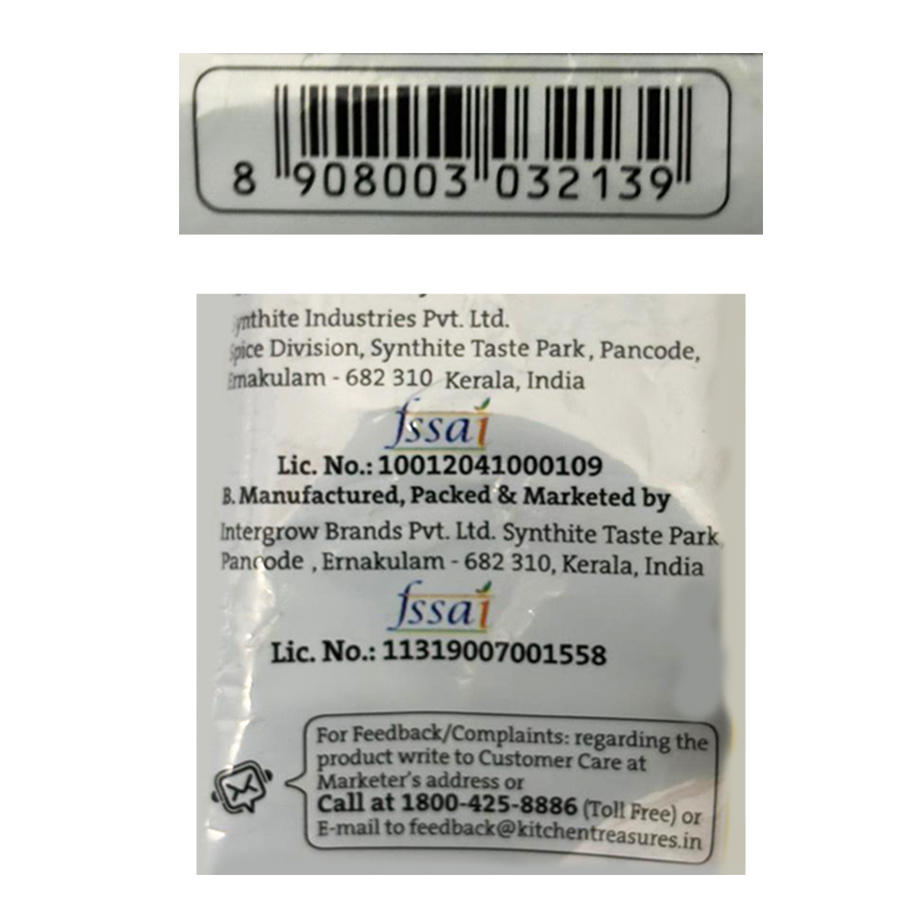 8 908003 032139
Synthite Industries Pvt. Ltd.
Spice Division, Synthite Taste Park, Pancode,
Ernakulam - 682 310 Kerala, India
fssai
Lic. No.: 10012041000109
B. Manufactured, Packed & Marketed by
Intergrow Brands Pvt. Ltd. Synthite Taste Park,
Pancode , Ernakulam - 682 310, Kerala, India
fssai
Lic. No.: 11319007001558
For Feedback/Complaints: regarding the
product write to Customer Care at
Marketer's address or
Call at 1800-425-8886 (Toll Free) or
E-mail to feedback@kitchentreasures.in